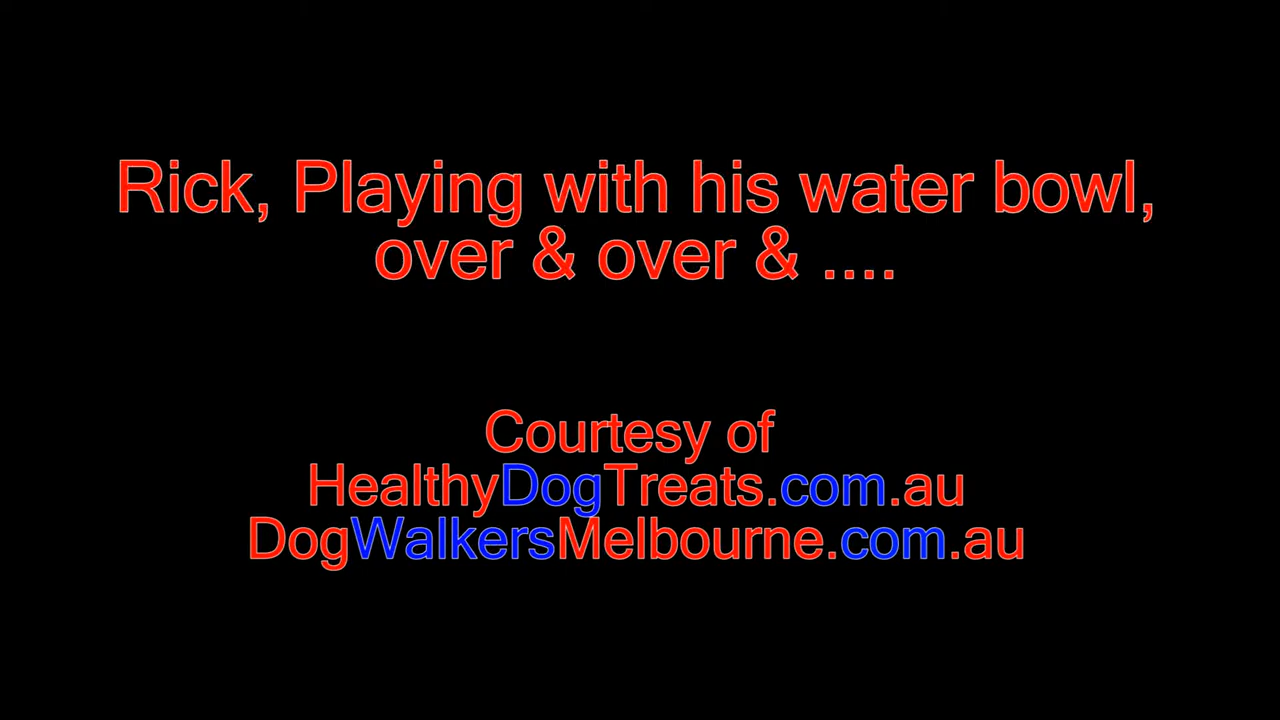 Rick, Playing with his water bowl,
over & over & ....
Courtesy of
HealthyDogTreats.com.au
DogWalkersMelbourne.com.au